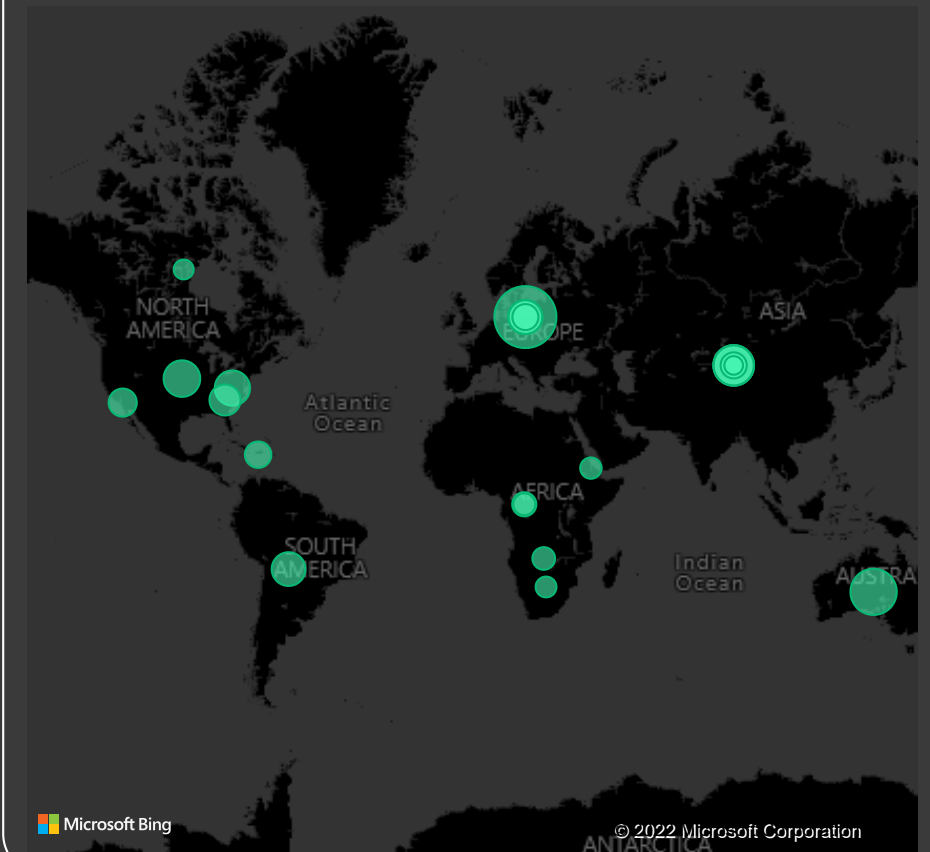 NORTH
AMERICA
ASIA
EUROPE
Atlantic
Ocean
AFRICA
SOUTH
AMERICA
Indian
Ocean
AUSTRA
Microsoft Bing
© 2022 Microsoft Corporation
ANTARCTICA